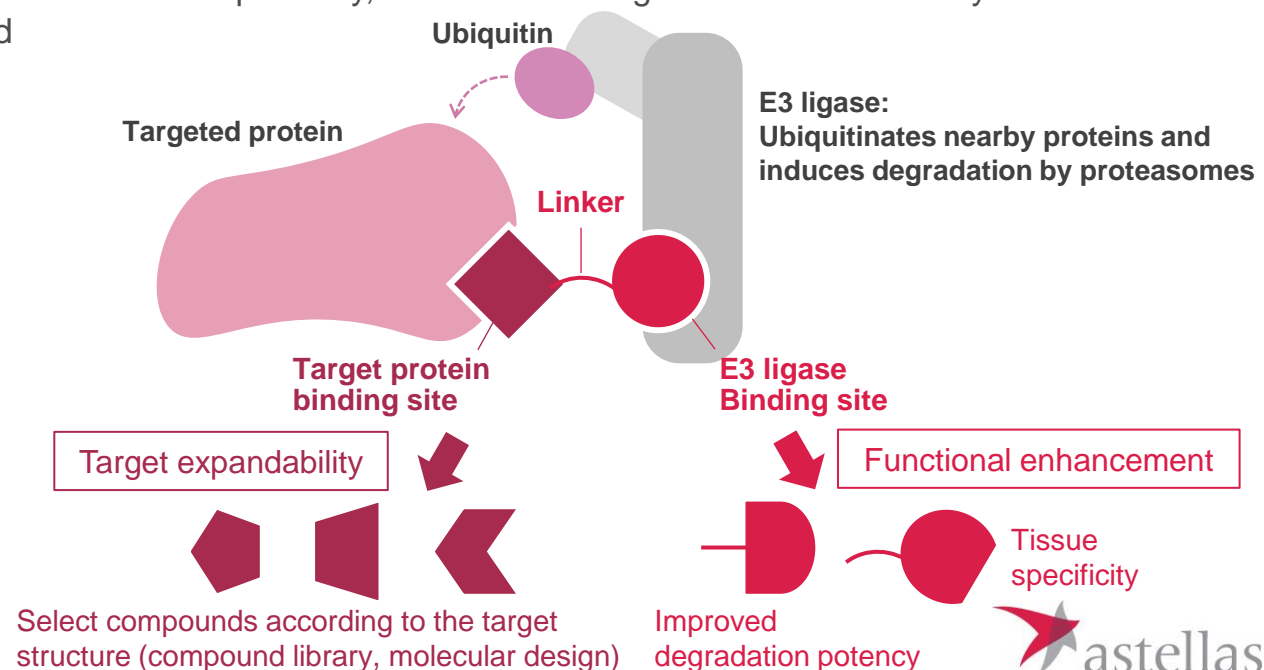 d
Ubiquitin
E3 ligase:
Ubiquitinates nearby proteins and
induces degradation by proteasomes
Targeted protein
Linker
Target protein
binding site
E3 ligase
Binding site
Target expandability
Functional enhancement
Tissue
specificity
Select compounds according to the target
structure (compound library, molecular design)
Improved
degradation potency
astellas